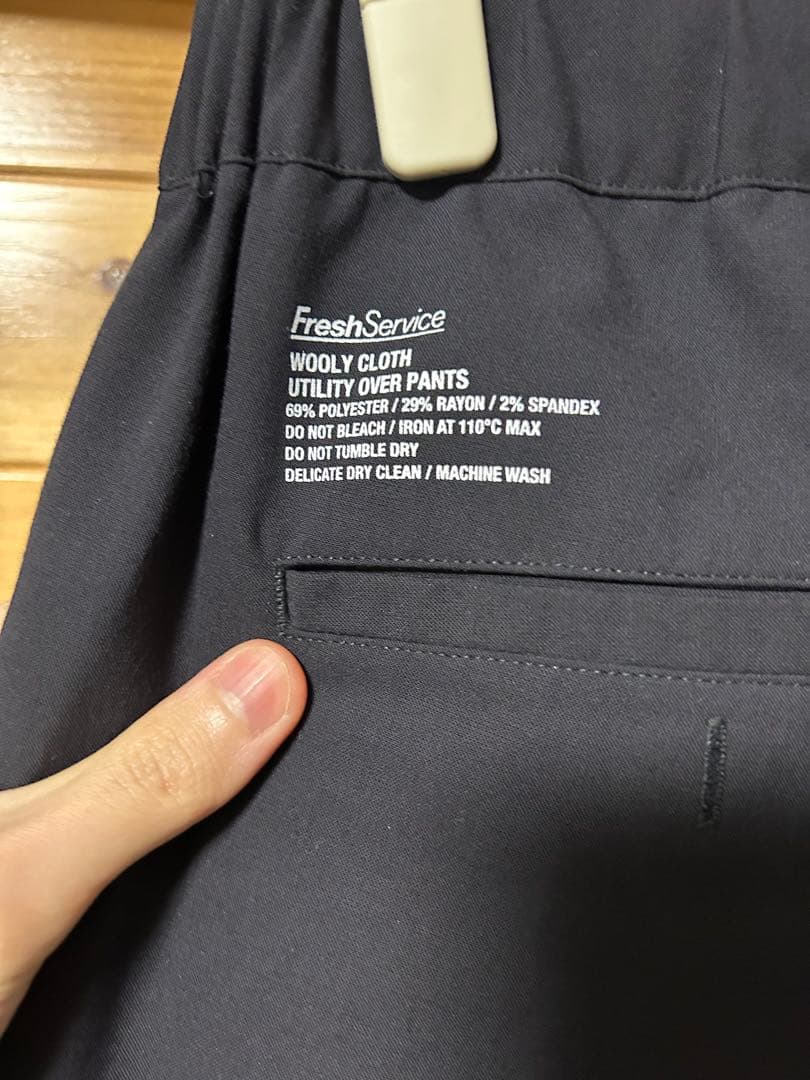 FreshService
WOOLY CLOTH
UTILITY OVER PANTS
69% POLYESTER / 29% RAYON / 2% SPANDEX
DO NOT BLEACH / IRON AT 110°C MAX
DO NOT TUMBLE DRY
DELICATE DRY CLEAN / MACHINE WASH